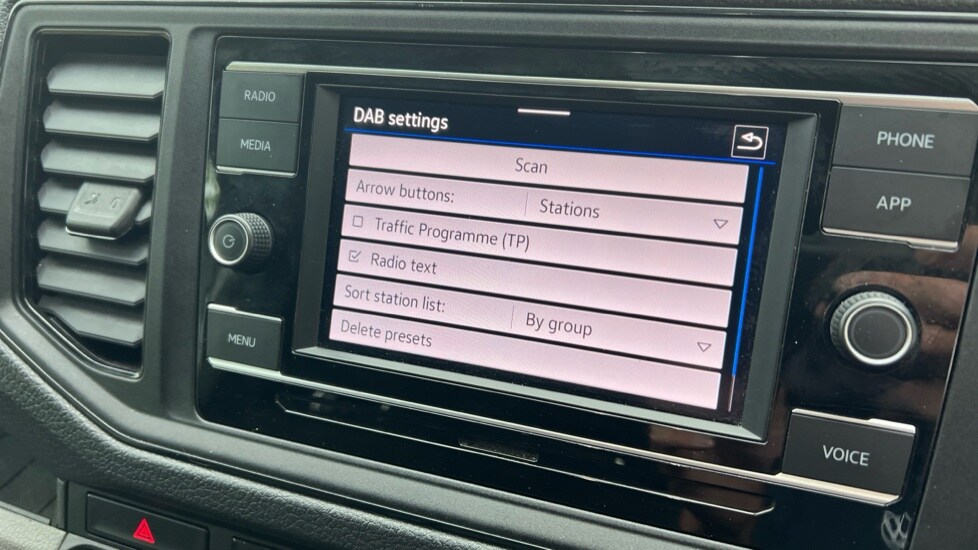 RADIO
MEDIA
MENU
DAB settings
Scan
Arrow buttons: Stations
Traffic Programme (TP)
Radio text
Sort station list: By group
Delete presets
PHONE
APP
VOICE